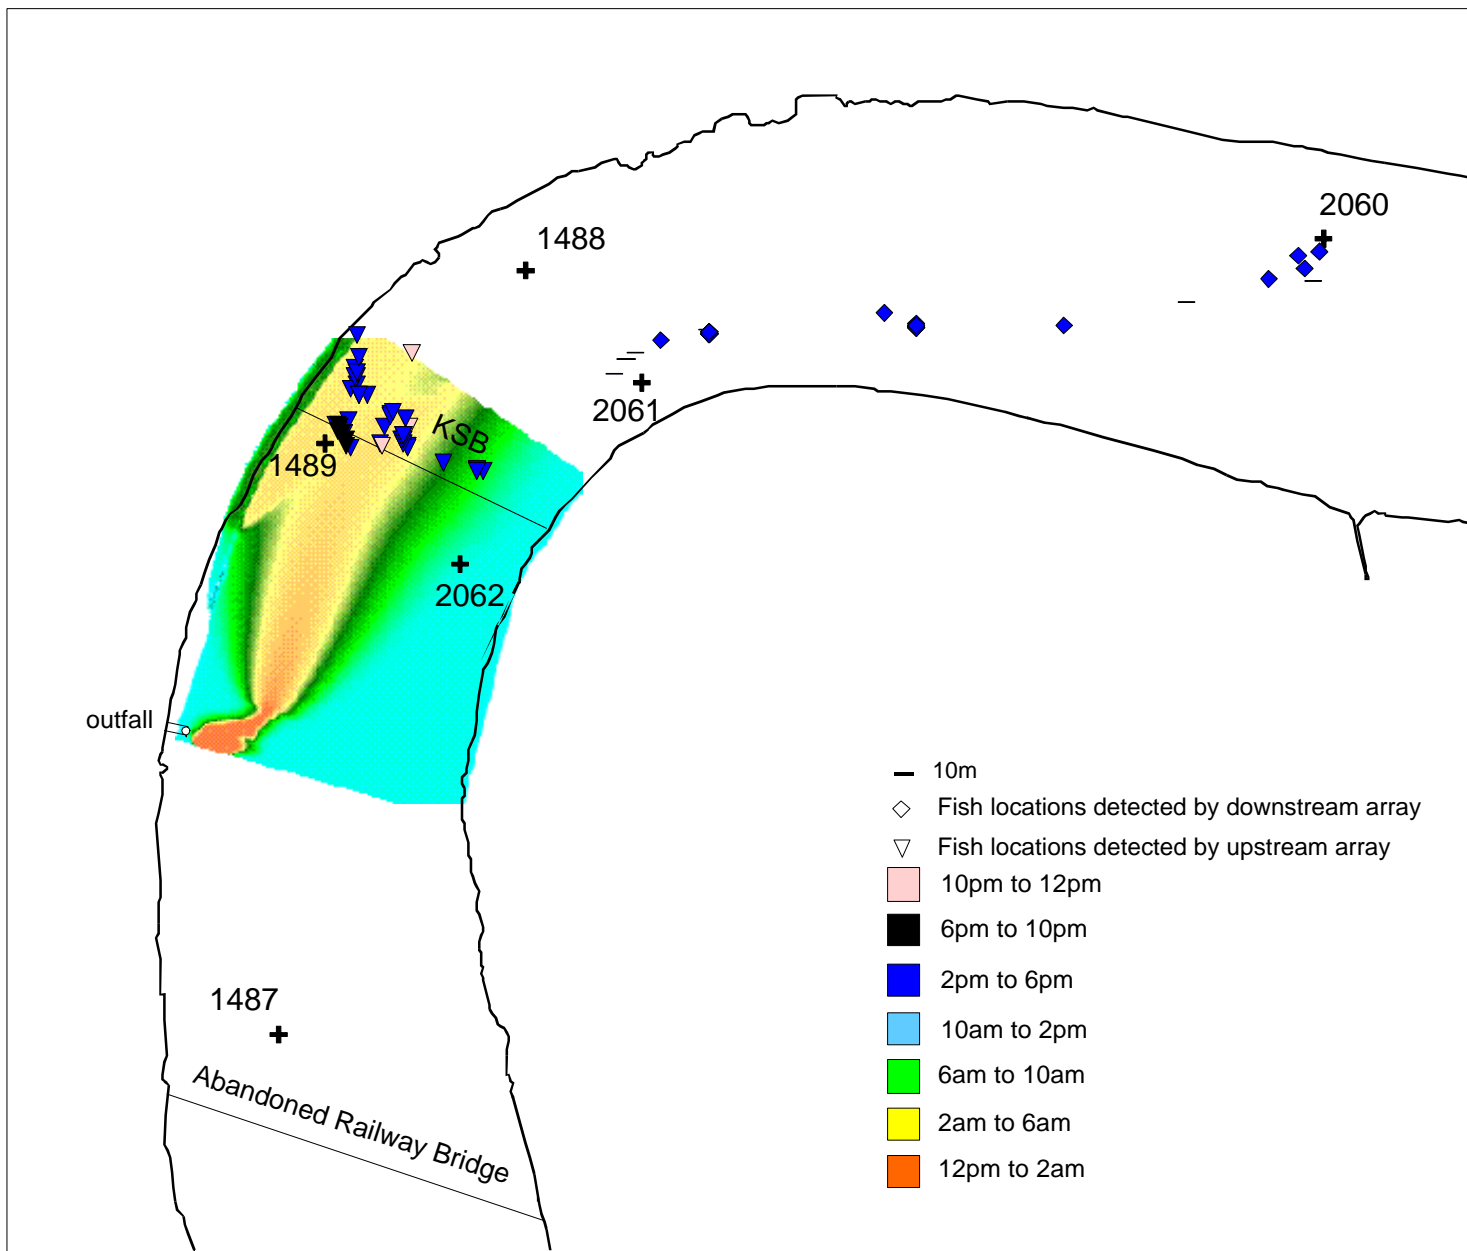 2060
1488
2061
KSB
1489
2062
outfall
10m
Fish locations detected by downstream array
Fish locations detected by upstream array
10pm to 12pm
6pm to 10pm
2pm to 6pm
10am to 2pm
6am to 10am
2am to 6am
12pm to 2am
1487
Abandoned Railway Bridge